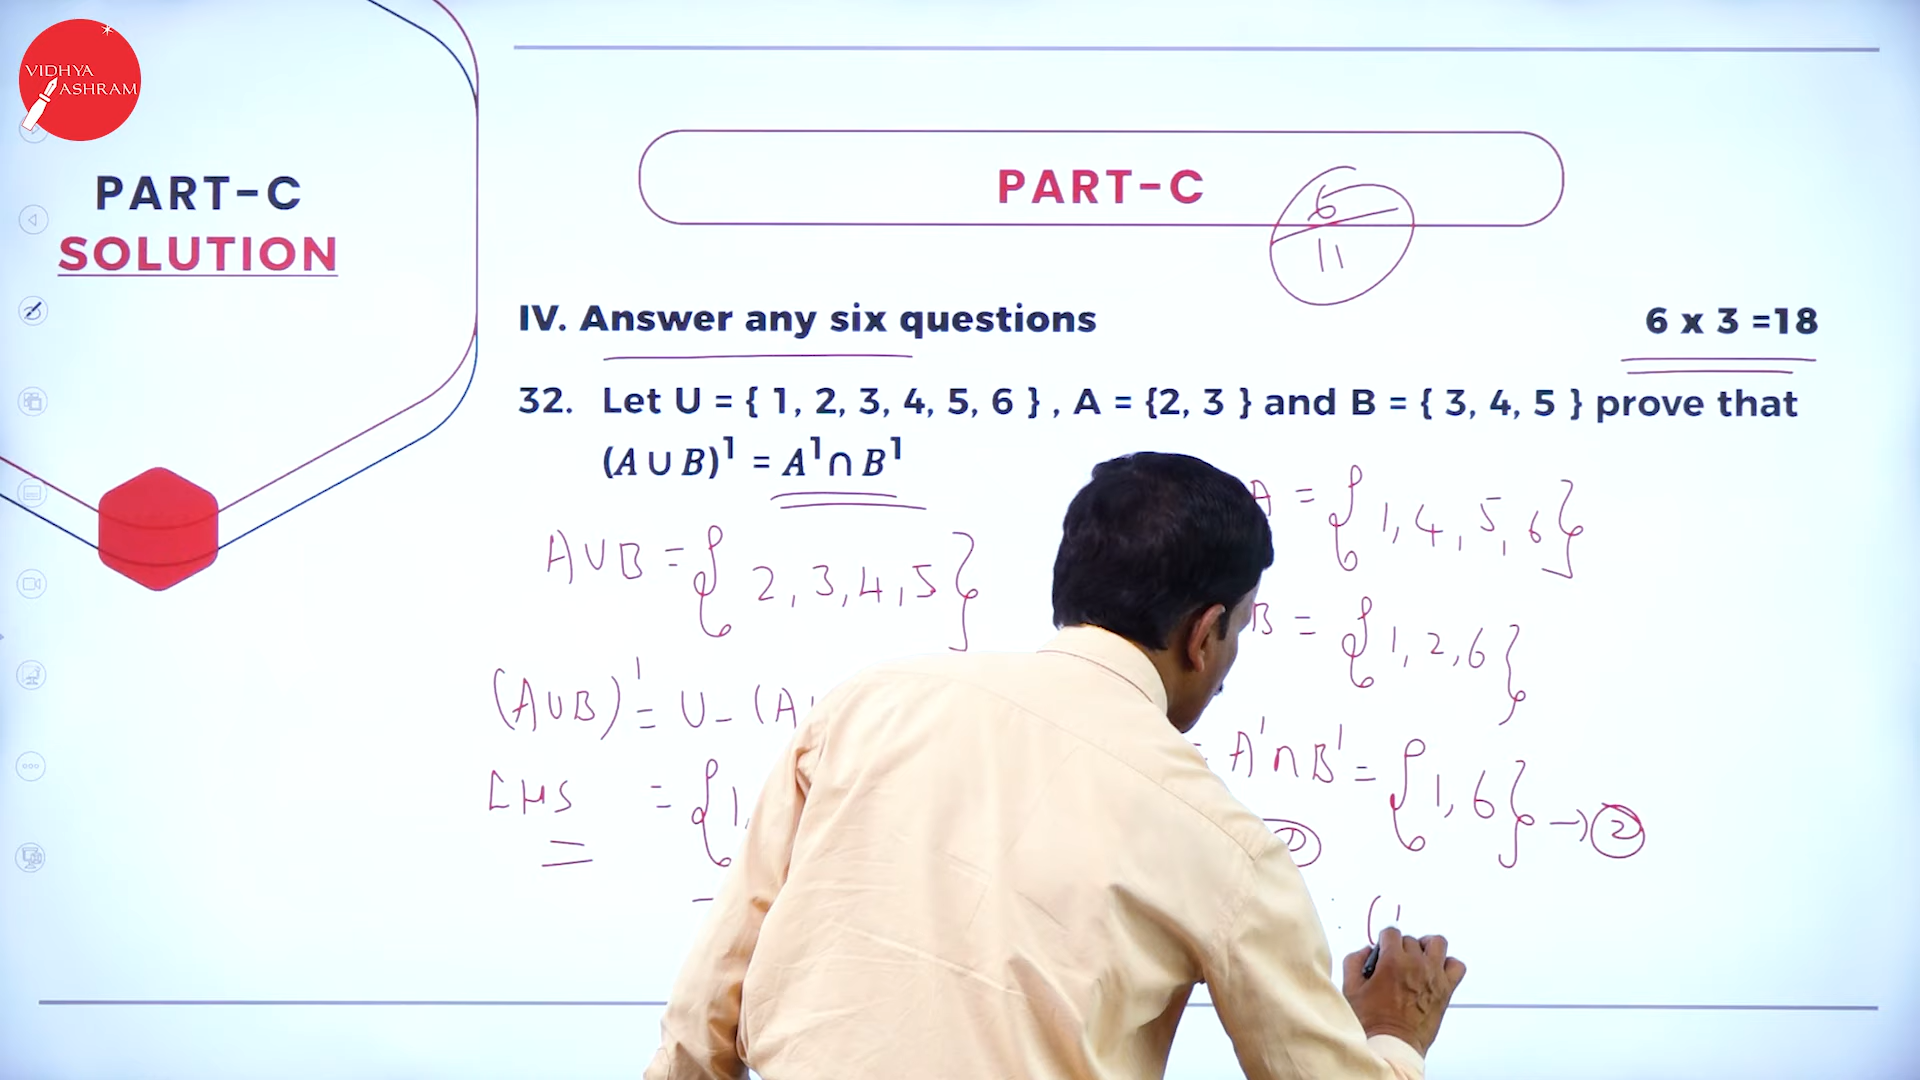 VIDHYA
ASHRAM
PART-C
SOLUTION
PART-C
6
11
IV. Answer any six questions
6 x 3 =18
32. Let U = { 1, 2, 3, 4, 5, 6 } , A = {2, 3 } and B = { 3, 4, 5 } prove that
(A ∪ B)¹ = A¹∩ B¹
A∪B = { 2, 3, 4, 5 }
(A∪B)' = U - (A
LHS = { 1,
A = { 1, 4, 5, 6 }
B = { 1, 2, 6 }
= A'∩B' = { 1, 6 } → 2
(